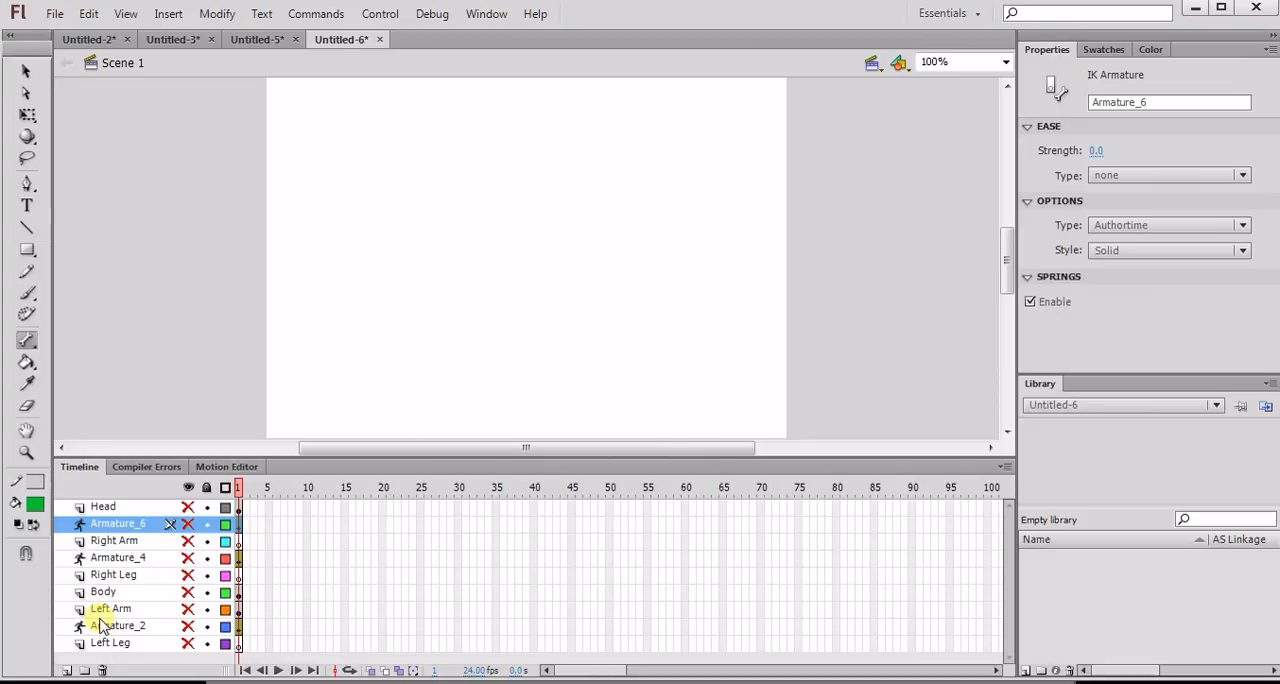 Fl File Edit View Insert Modify Text Commands Control Debug Window Help Essentials
Untitled-2* × Untitled-3* × Untitled-5* × Untitled-6* ×
Scene 1 100%
Properties Swatches Color
IK Armature
Armature_6
EASE
Strength: 0.0
Type: none
OPTIONS
Type: Authortime
Style: Solid
SPRINGS
Enable
Library
Untitled-6
Empty library
Name AS Linkage
Timeline Compiler Errors Motion Editor
1 5 10 15 20 25 30 35 40 45 50 55 60 65 70 75 80 85 90 95 100
Head
Armature_6
Right Arm
Armature_4
Right Leg
Body
Left Arm
Armature_2
Left Leg
1 24.00 fps 0.0 s